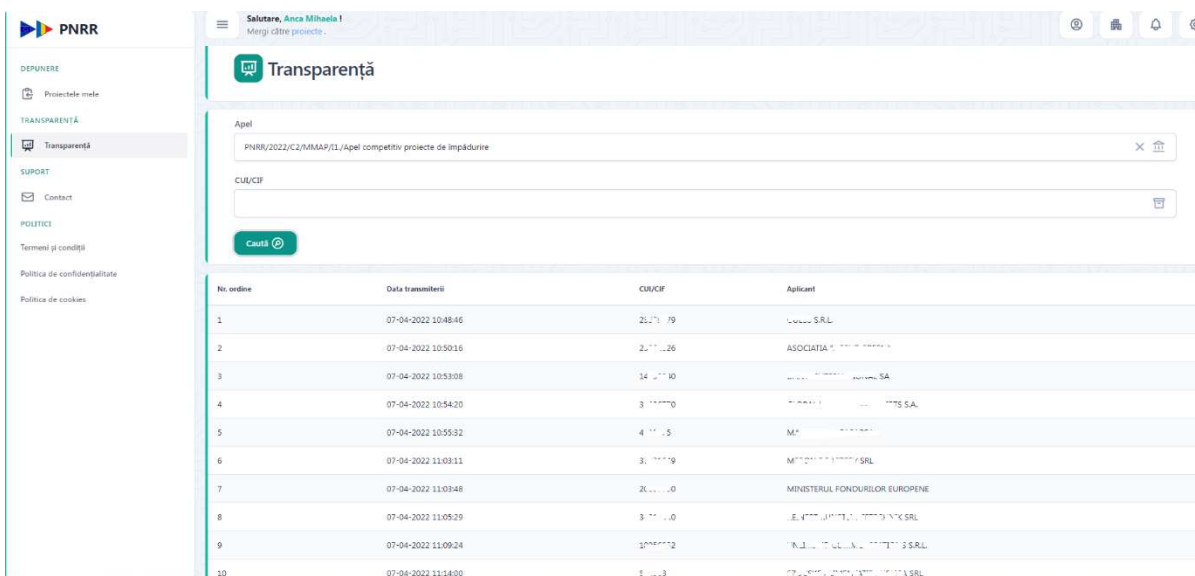 PNRR
Salutare, Anca Mihaela !
Mergi către proiecte .
DEPUNERE
Proiectele mele
TRANSPARENȚĂ
Transparență
SUPORT
Contact
POLITICI
Termeni și condiții
Politica de confidențialitate
Politica de cookies
Transparență
Apel
PNRR/2022/C2/MMAP/I1./Apel competitiv proiecte de împădurire
CUI/CIF
Caută
Nr. ordine Data transmiterii CUI/CIF Aplicant
1 07-04-2022 10:48:46 S.R.L.
2 07-04-2022 10:50:16 ASOCIATIA
3 07-04-2022 10:53:08 SA
4 07-04-2022 10:54:20 S.A.
5 07-04-2022 10:55:32
6 07-04-2022 11:03:11 SRL
7 07-04-2022 11:03:48 MINISTERUL FONDURILOR EUROPENE
8 07-04-2022 11:05:29 SRL
9 07-04-2022 11:09:24 S.R.L.
10 07-04-2022 11:14:00 SRL